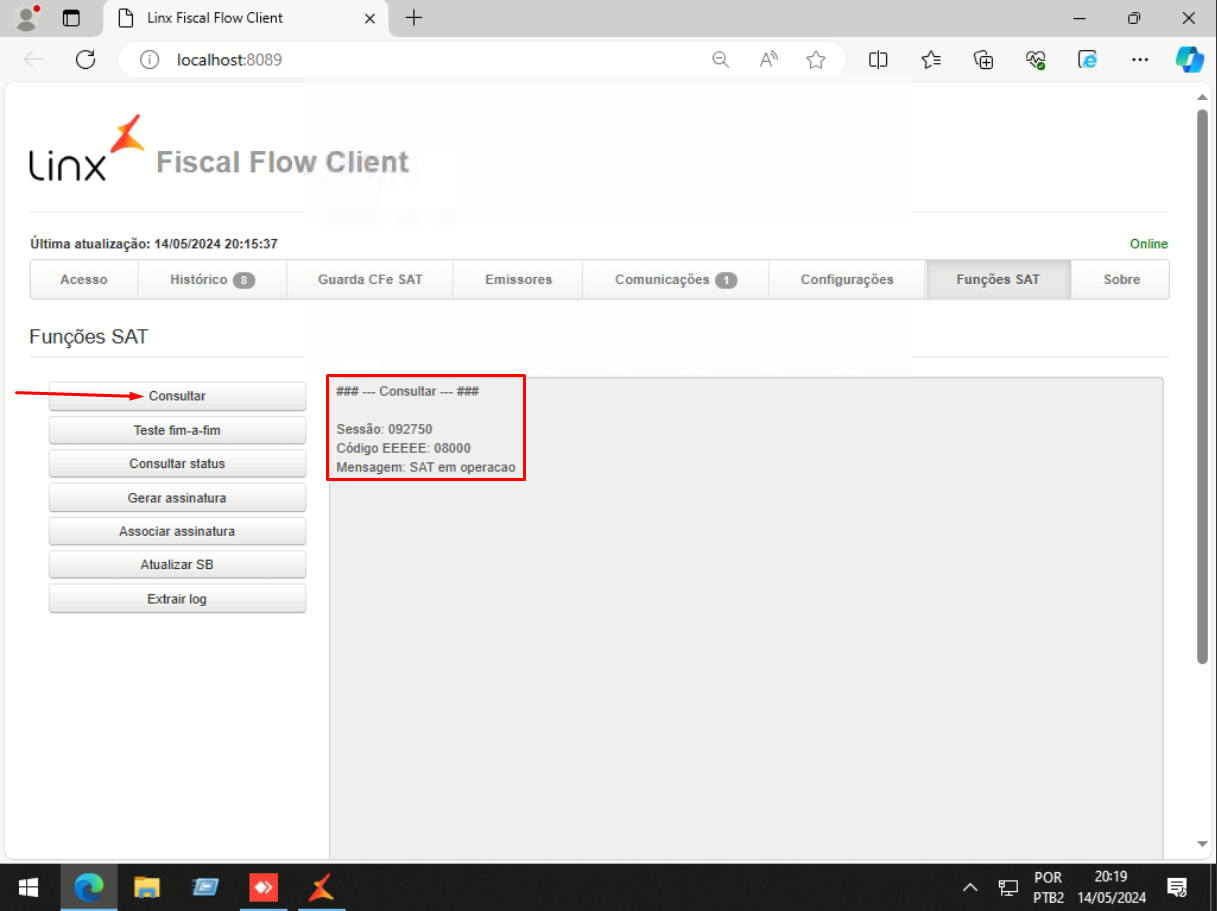 Linx Fiscal Flow Client
localhost:8089
Linx Fiscal Flow Client
Última atualização: 14/05/2024 20:15:37
Online
Acesso
Histórico 8
Guarda CFe SAT
Emissores
Comunicações 1
Configurações
Funções SAT
Sobre
Funções SAT
Consultar
Teste fim-a-fim
Consultar status
Gerar assinatura
Associar assinatura
Atualizar SB
Extrair log
### --- Consultar --- ###
Sessão: 092750
Código EEEEE: 08000
Mensagem: SAT em operacao
POR
PTB2
20:19
14/05/2024